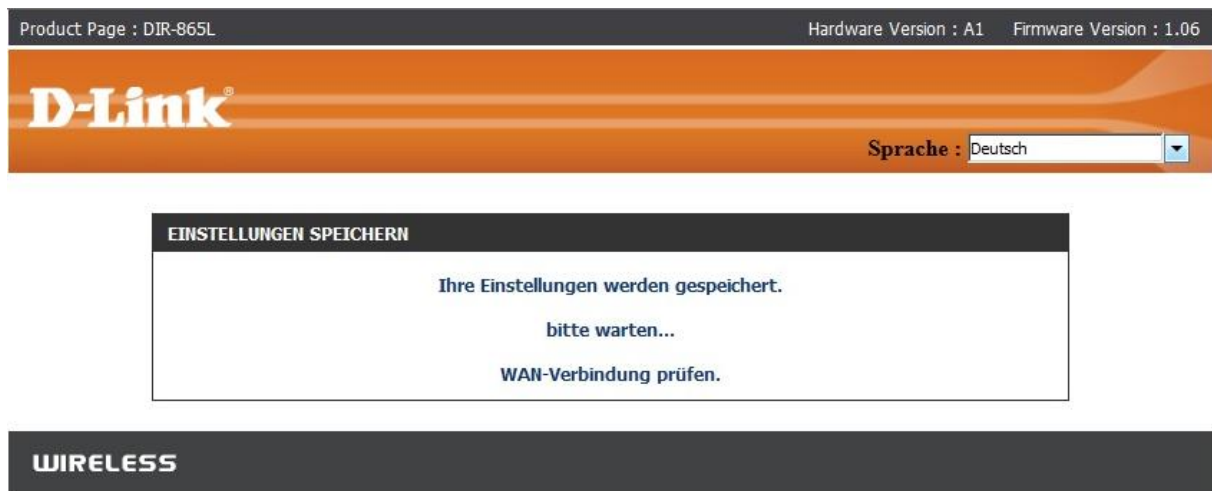 Product Page : DIR-865L Hardware Version : A1 Firmware Version : 1.06
D-Link®
Sprache : Deutsch
EINSTELLUNGEN SPEICHERN
Ihre Einstellungen werden gespeichert.
bitte warten...
WAN-Verbindung prüfen.
WIRELESS